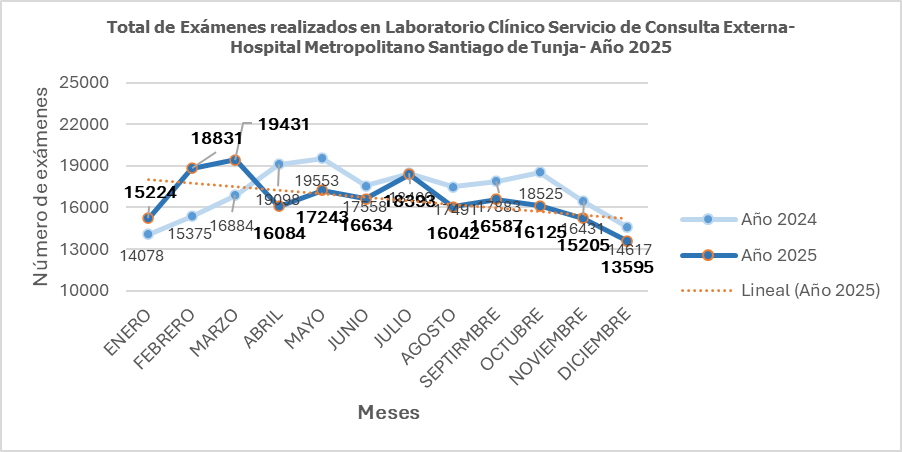 Total de Exámenes realizados en Laboratorio Clínico Servicio de Consulta Externa-
Hospital Metropolitano Santiago de Tunja- Año 2025
Número de exámenes
25000
22000
19000
16000
13000
10000
15224
18831
19431
16084
17243
16634
18393
16042
16587
16125
15205
13595
14078
15375
16884
19098
19553
17558
17491
17883
18525
16431
14617
ENERO
FEBRERO
MARZO
ABRIL
MAYO
JUNIO
JULIO
AGOSTO
SEPTIRMBRE
OCTUBRE
NOVIEMBRE
DICIEMBRE
Meses
Año 2024
Año 2025
Lineal (Año 2025)